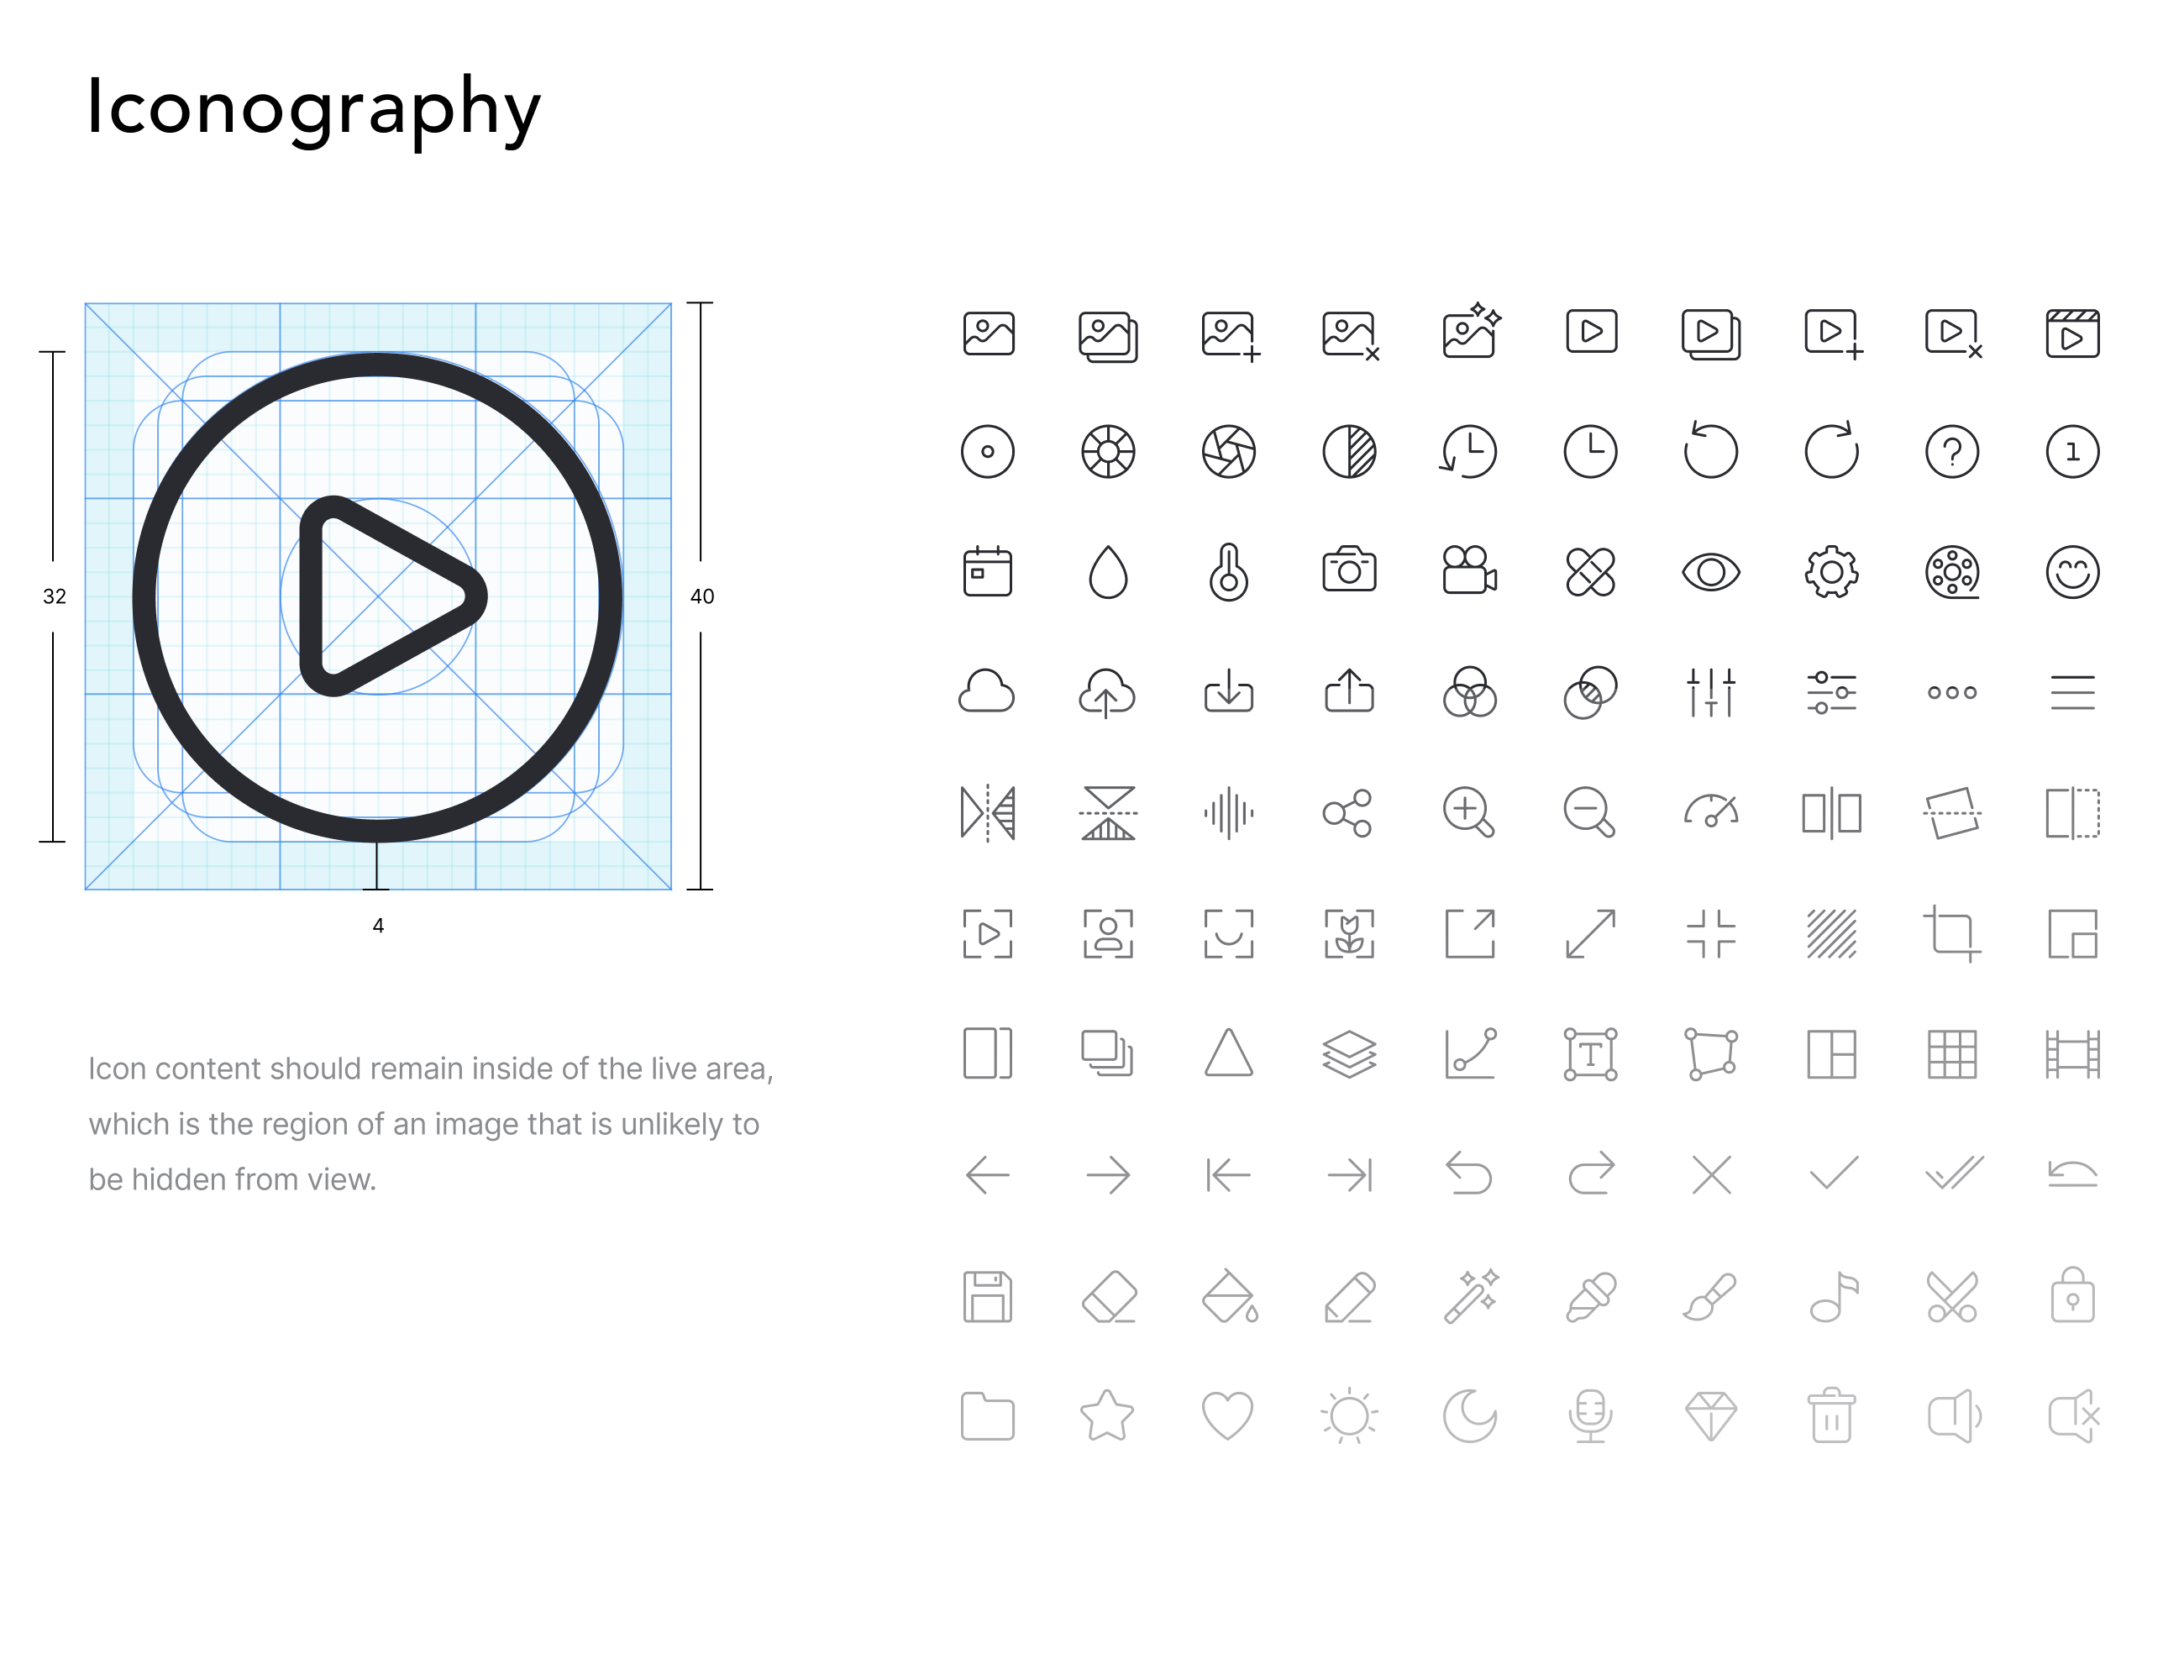 Iconography
32
40
4
Icon content should remain inside of the live area,
which is the region of an image that is unlikely to
be hidden from view.